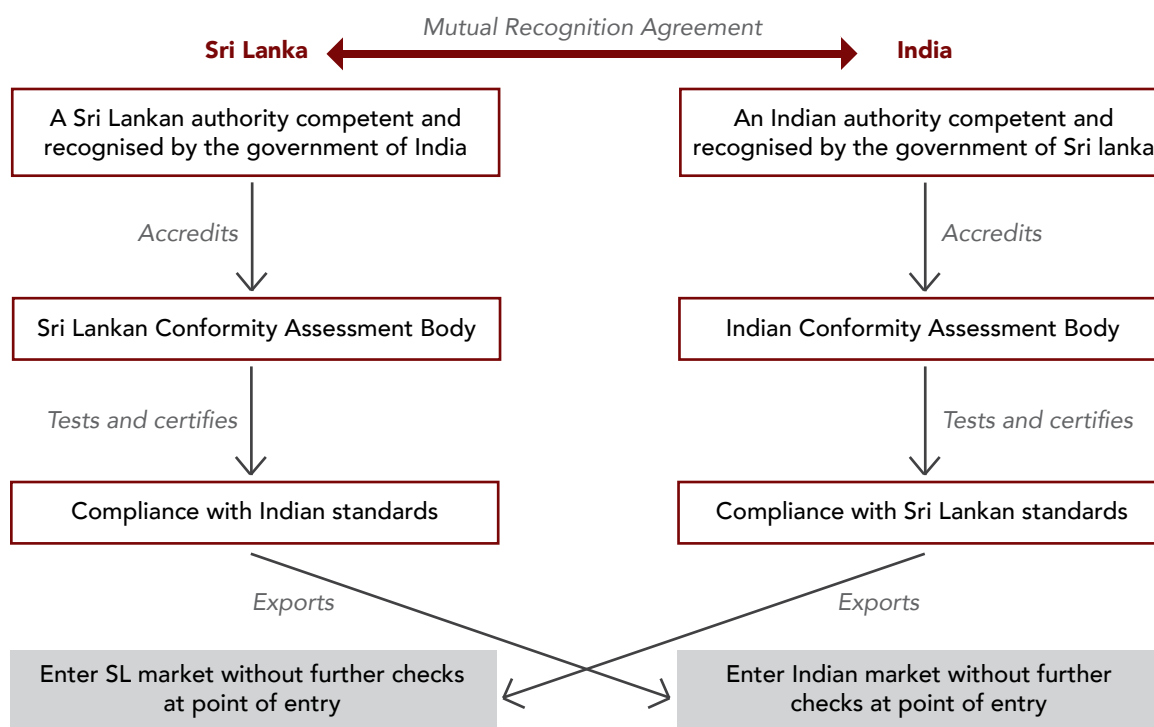 Mutual Recognition Agreement
Sri Lanka
India
A Sri Lankan authority competent and
recognised by the government of India
An Indian authority competent and
recognised by the government of Sri lanka
Accredits
Accredits
Sri Lankan Conformity Assessment Body
Indian Conformity Assessment Body
Tests and certifies
Tests and certifies
Compliance with Indian standards
Compliance with Sri Lankan standards
Exports
Exports
Enter SL market without further checks
at point of entry
Enter Indian market without further
checks at point of entry